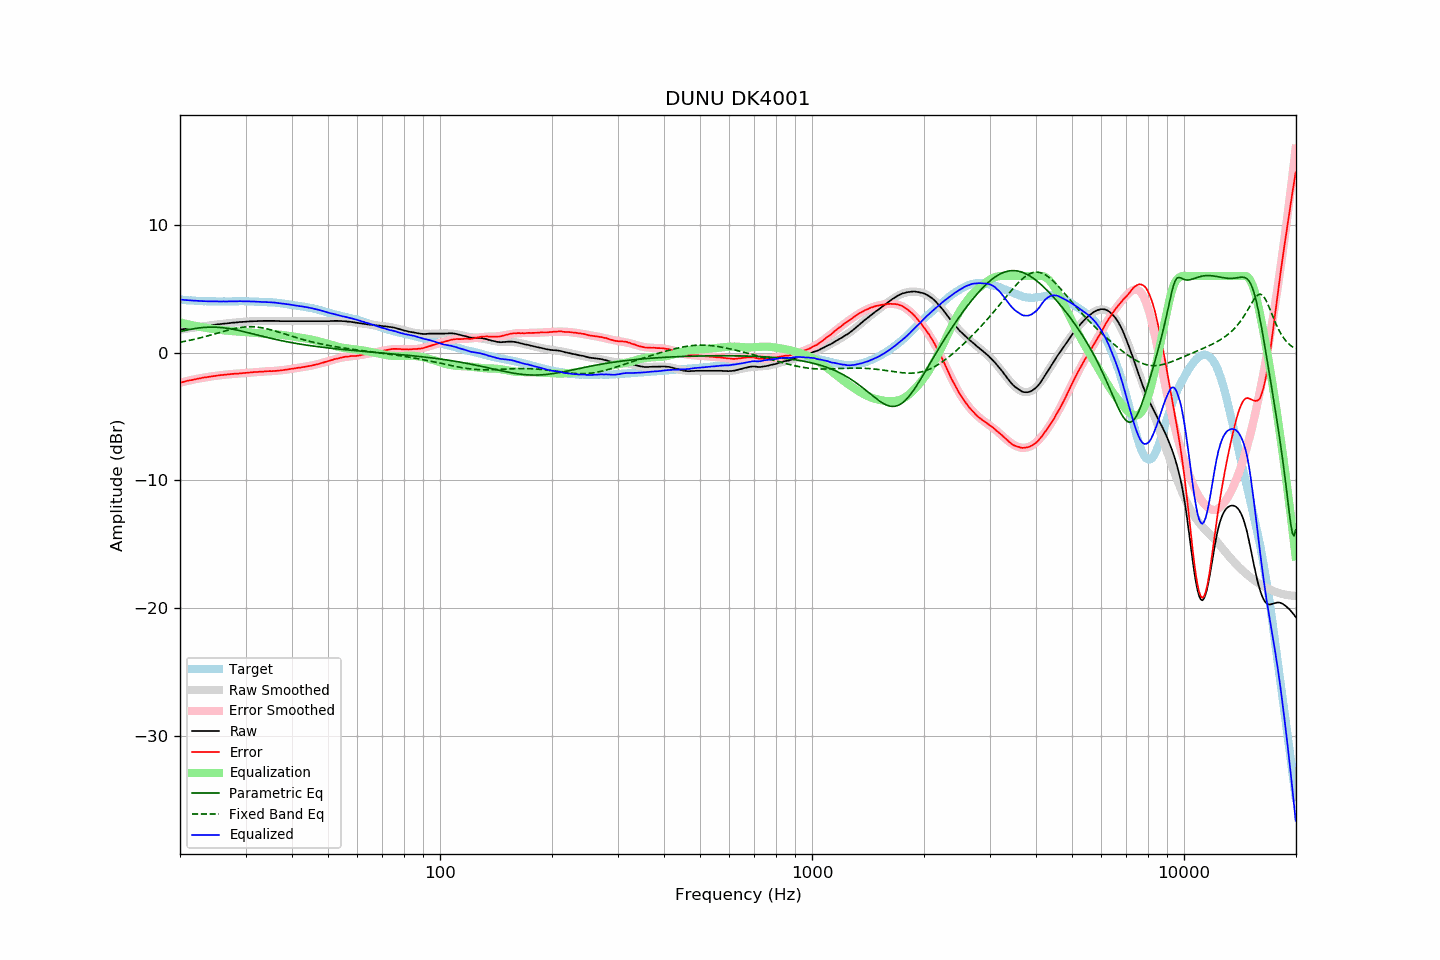 DUNU DK4001
Amplitude (dBr)
10
0
−10
−20
−30
Target
Raw Smoothed
Error Smoothed
Raw
Error
Equalization
Parametric Eq
Fixed Band Eq
Equalized
100
1000
10000
Frequency (Hz)